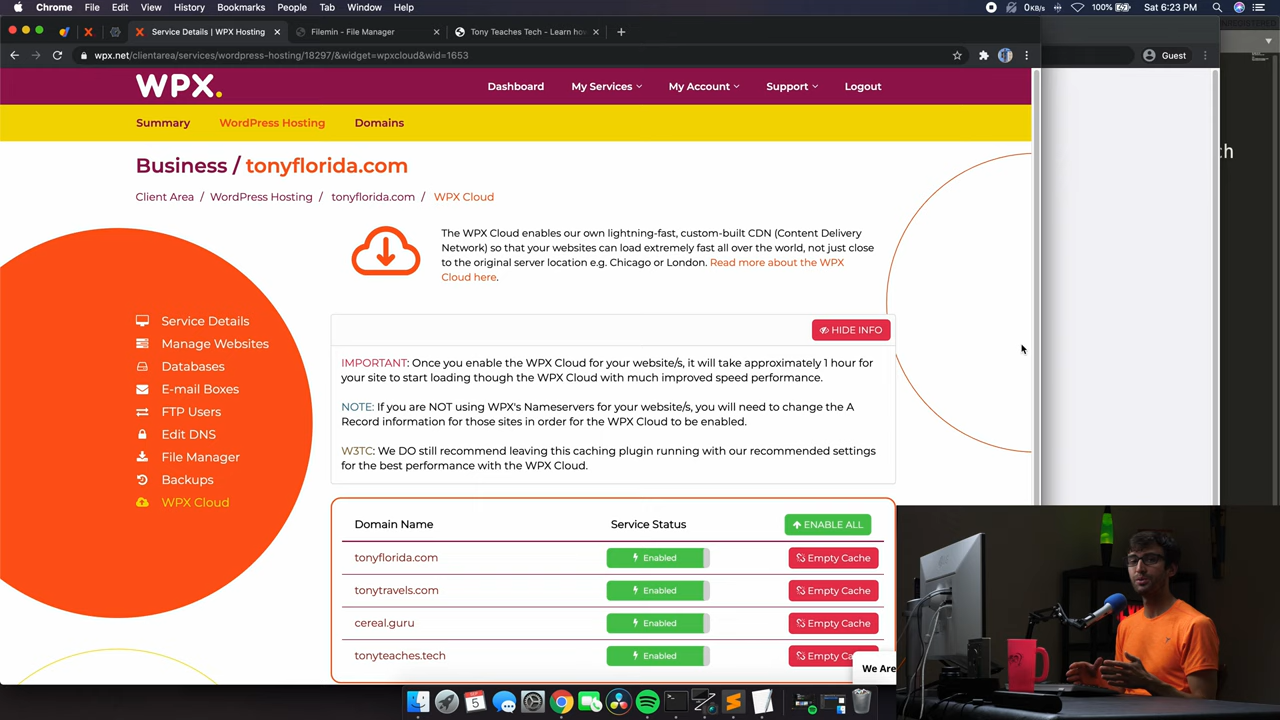 Chrome File Edit View History Bookmarks People Tab Window Help 0kB/s 100% Sat 6:23 PM
Service Details | WPX Hosting Filemin - File Manager Tony Teaches Tech - Learn how
wpx.net/clientarea/services/wordpress-hosting/18297/&widget=wpxcloud&wid=1653 Guest
WPX. Dashboard My Services My Account Support Logout
Summary WordPress Hosting Domains
Business / tonyflorida.com
Client Area / WordPress Hosting / tonyflorida.com / WPX Cloud
The WPX Cloud enables our own lightning-fast, custom-built CDN (Content Delivery
Network) so that your websites can load extremely fast all over the world, not just close
to the original server location e.g. Chicago or London. Read more about the WPX
Cloud here.
Service Details
Manage Websites
Databases
E-mail Boxes
FTP Users
Edit DNS
File Manager
Backups
WPX Cloud
HIDE INFO
IMPORTANT: Once you enable the WPX Cloud for your website/s, it will take approximately 1 hour for
your site to start loading though the WPX Cloud with much improved speed performance.
NOTE: If you are NOT using WPX's Nameservers for your website/s, you will need to change the A
Record information for those sites in order for the WPX Cloud to be enabled.
W3TC: We DO still recommend leaving this caching plugin running with our recommended settings
for the best performance with the WPX Cloud.
Domain Name Service Status ENABLE ALL
tonyflorida.com Enabled Empty Cache
tonytravels.com Enabled Empty Cache
cereal.guru Enabled Empty Cache
tonyteaches.tech Enabled Empty Ca
We Are